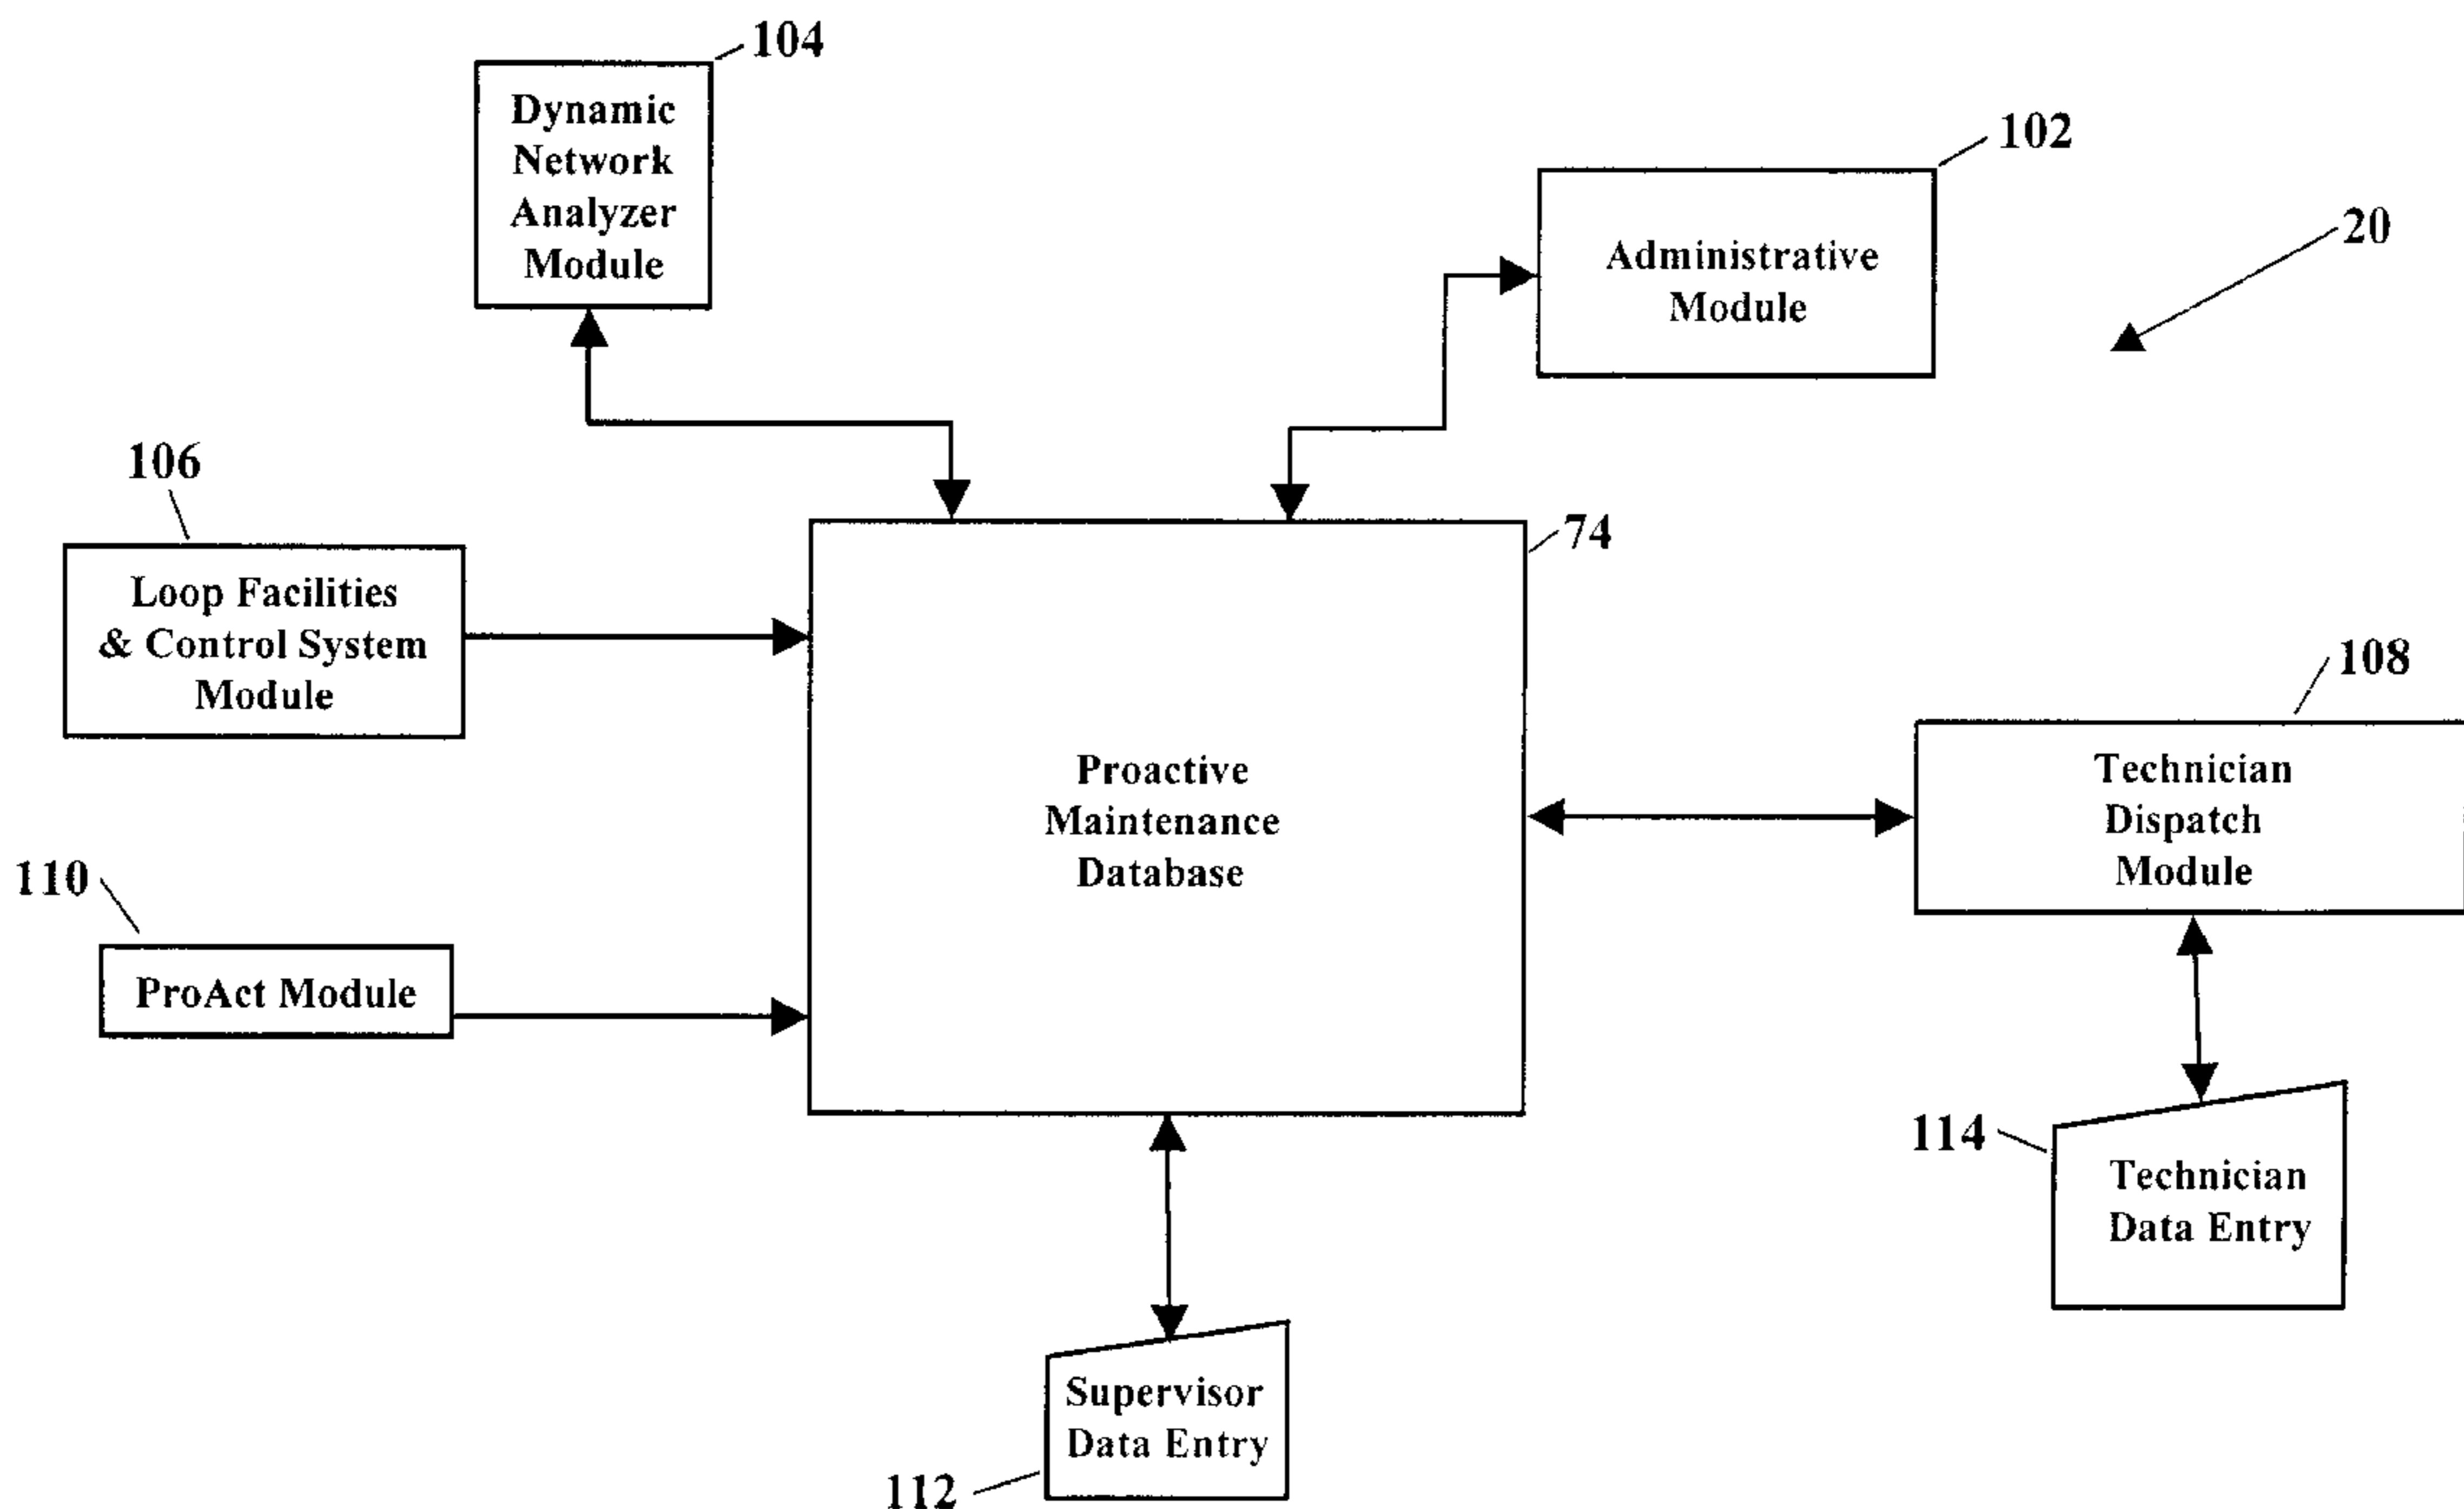 104
Dynamic
Network
Analyzer
Module
102
Administrative
Module
20
106
Loop Facilities
& Control System
Module
74
Proactive
Maintenance
Database
108
Technician
Dispatch
Module
110
ProAct Module
114
Technician
Data Entry
Supervisor
Data Entry
112